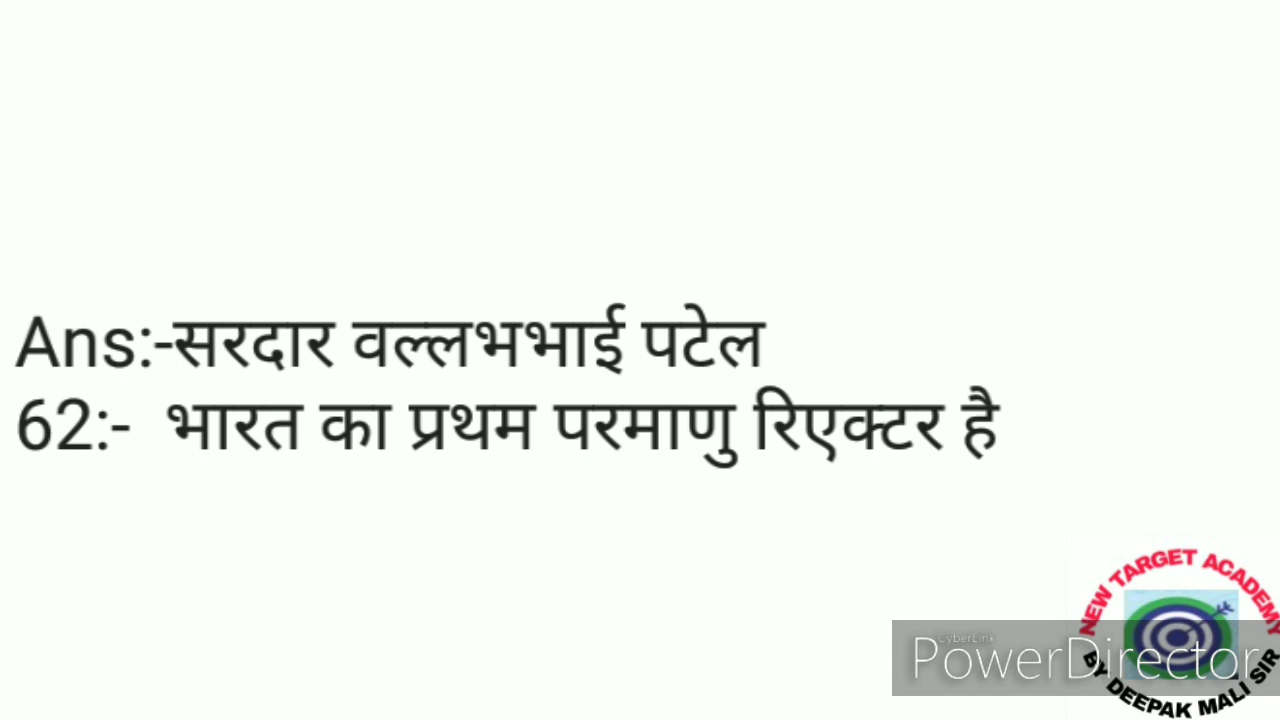 Ans:-सरदार वल्लभभाई पटेल
62:- भारत का प्रथम परमाणु रिएक्टर है
NEW TARGET ACADEMY
CyberLink
PowerDirector
BY DEEPAK MALI SIR